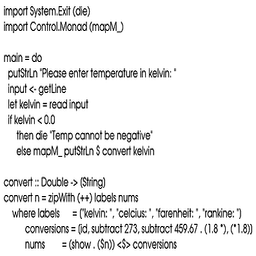 import System.Exit (die)
import Control.Monad (mapM_)

main = do
  putStrLn "Please enter temperature in kelvin: "
  input <- getLine
  let kelvin = read input
  if kelvin < 0.0
    then die "Temp cannot be negative"
    else mapM_ putStrLn $ convert kelvin

convert :: Double -> (String)
convert n = zipWith (++) labels nums
  where labels = ("kelvin: ", "celcius: ", "farenheit: ", "rankine: ")
    conversions = (id, subtract 273, subtract 459.67 . (1.8 *), (*1.8))
    nums = (show . ($n)) <$> conversions